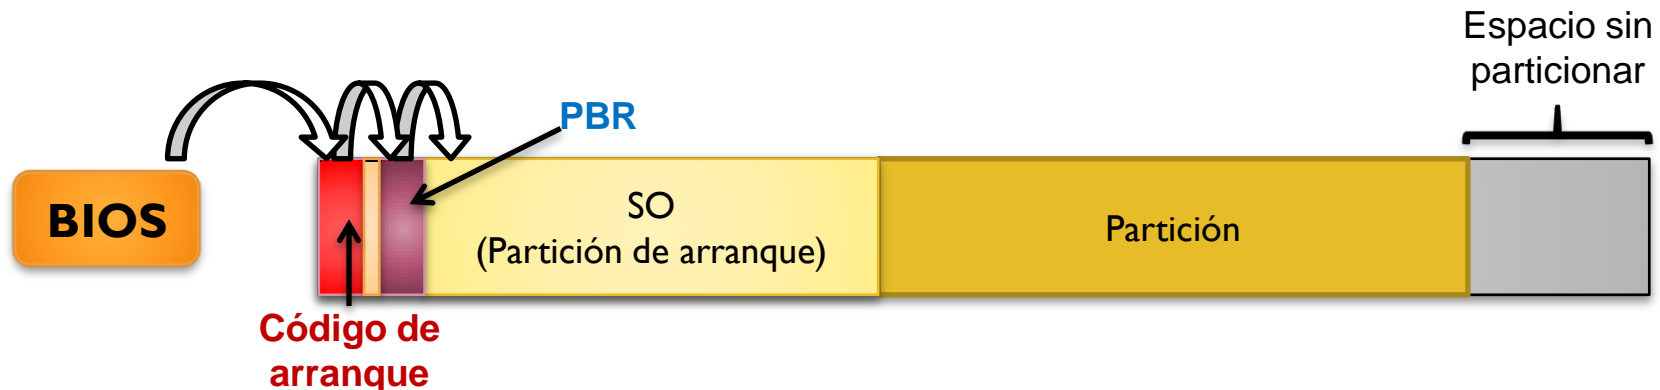 Espacio sin
particionar
PBR
BIOS
SO
(Partición de arranque)
Partición
Código de
arranque